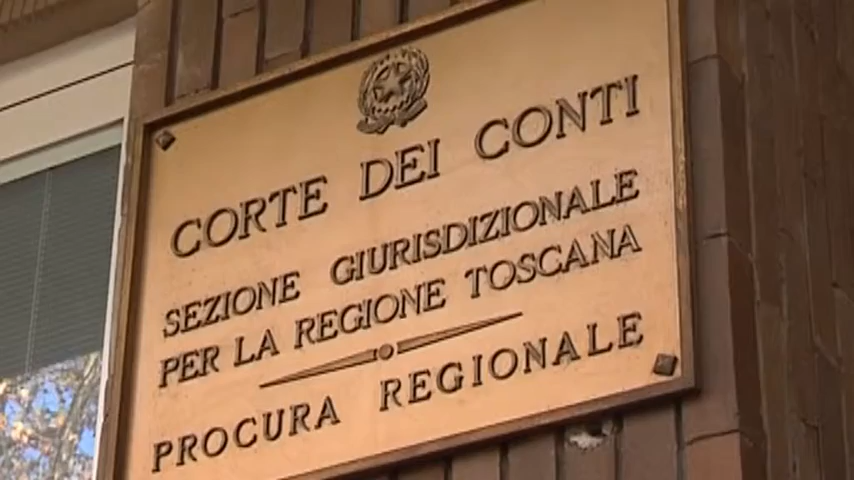 CORTE DEI CONTI
SEZIONE GIURISDIZIONALE
PER LA REGIONE TOSCANA
PROCURA REGIONALE